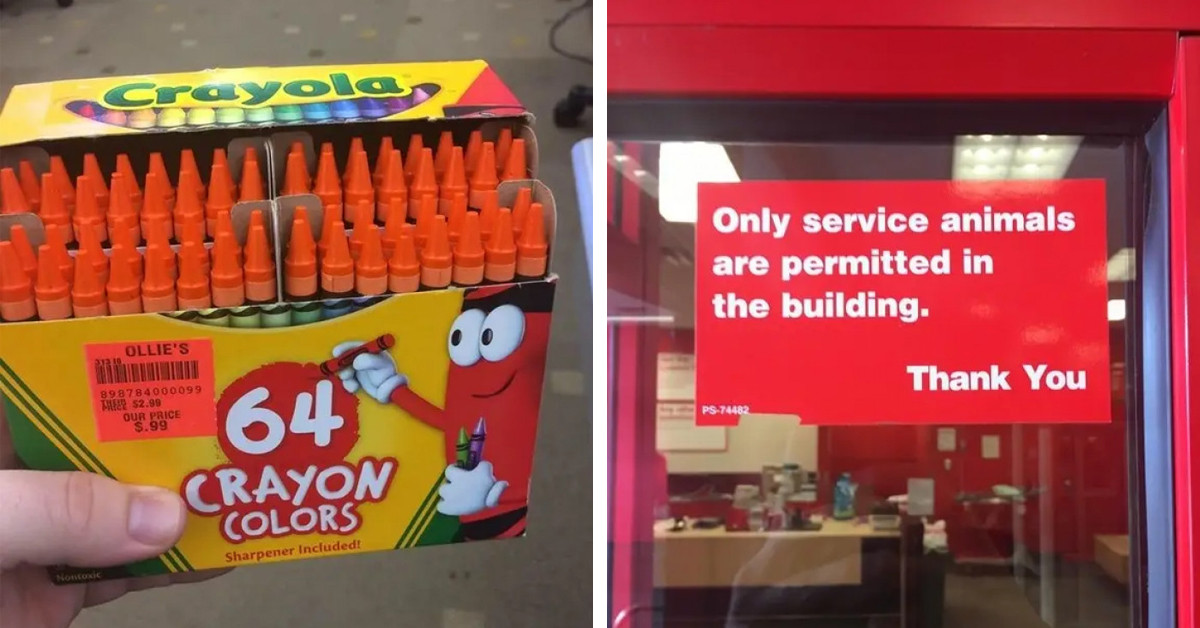 Crayola
OLLIE'S
898784000099
THEIR
PRICE $2.99
OUR PRICE
$.99
64
CRAYON
COLORS
Sharpener Included!
Nontoxic
Only service animals
are permitted in
the building.
Thank You
PS-74482